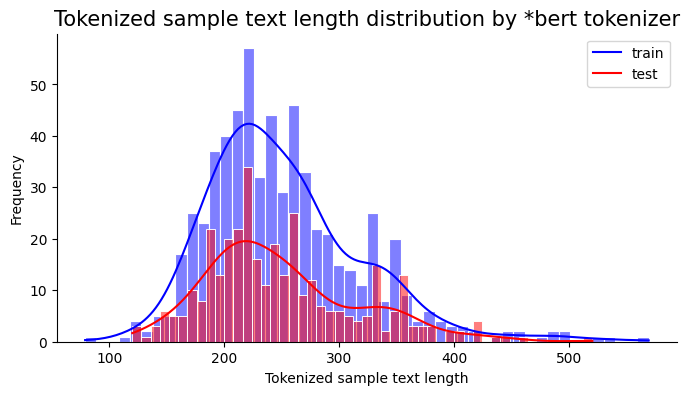 Tokenized sample text length distribution by *bert tokenizer
train
test
Frequency
50
40
30
20
10
0
100 200 300 400 500
Tokenized sample text length